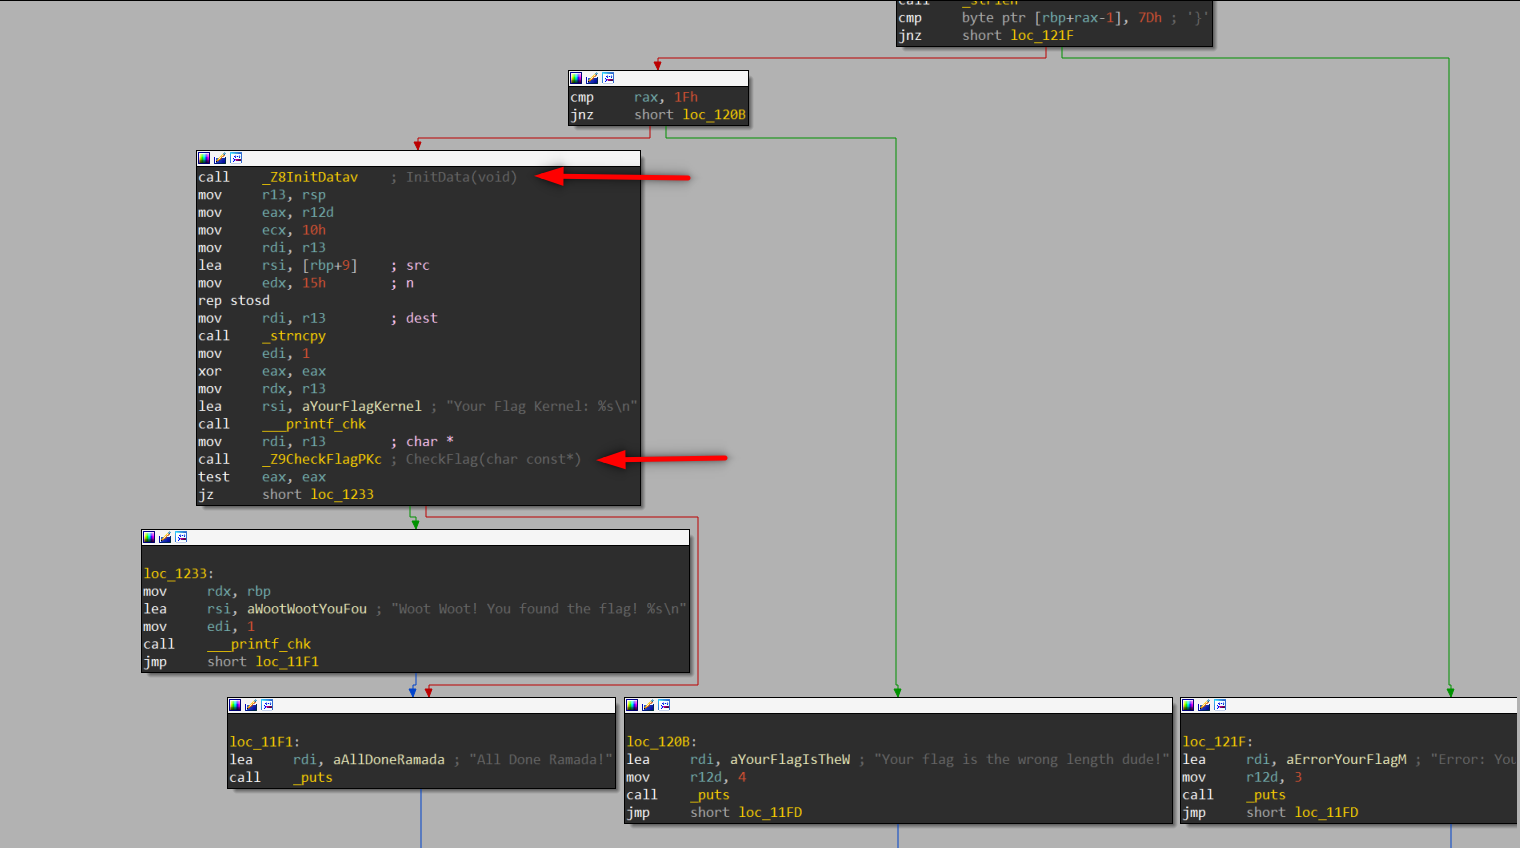 call _strlen
cmp byte ptr [rbp+rax-1], 7Dh ; '}'
jnz short loc_121F
cmp rax, 1Fh
jnz short loc_120B
call _Z8InitDatav ; InitData(void)
mov r13, rsp
mov eax, r12d
mov ecx, 10h
mov rdi, r13
lea rsi, [rbp+9] ; src
mov edx, 15h ; n
rep stosd
mov rdi, r13 ; dest
call _strncpy
mov edi, 1
xor eax, eax
mov rdx, r13
lea rsi, aYourFlagKernel ; "Your Flag Kernel: %s\n"
call ___printf_chk
mov rdi, r13 ; char *
call _Z9CheckFlagPKc ; CheckFlag(char const*)
test eax, eax
jz short loc_1233
loc_1233:
mov rdx, rbp
lea rsi, aWootWootYouFou ; "Woot Woot! You found the flag! %s\n"
mov edi, 1
call ___printf_chk
jmp short loc_11F1
loc_11F1:
lea rdi, aAllDoneRamada ; "All Done Ramada!"
call _puts
loc_120B:
lea rdi, aYourFlagIsTheW ; "Your flag is the wrong length dude!"
mov r12d, 4
call _puts
jmp short loc_11FD
loc_121F:
lea rdi, aErrorYourFlagM ; "Error: You
mov r12d, 3
call _puts
jmp short loc_11FD